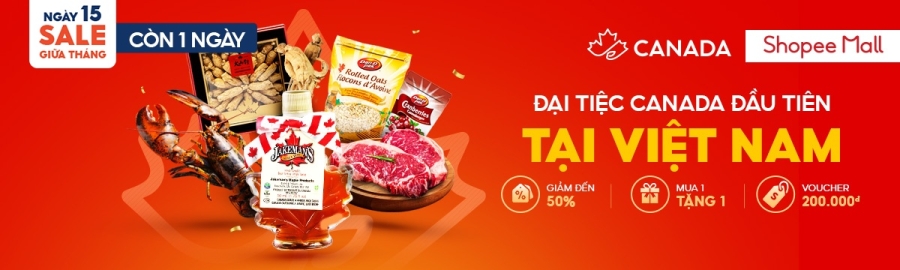 NGÀY 15
SALE
GIỮA THÁNG
CÒN 1 NGÀY
CANADA
Shopee Mall
Rolled Oats
Flocons d'Avoine
Cranberries
JAKEMAN'S
ĐẠI TIỆC CANADA ĐẦU TIÊN
TẠI VIỆT NAM
GIẢM ĐẾN
50%
MUA 1
TẶNG 1
VOUCHER
200.000đ